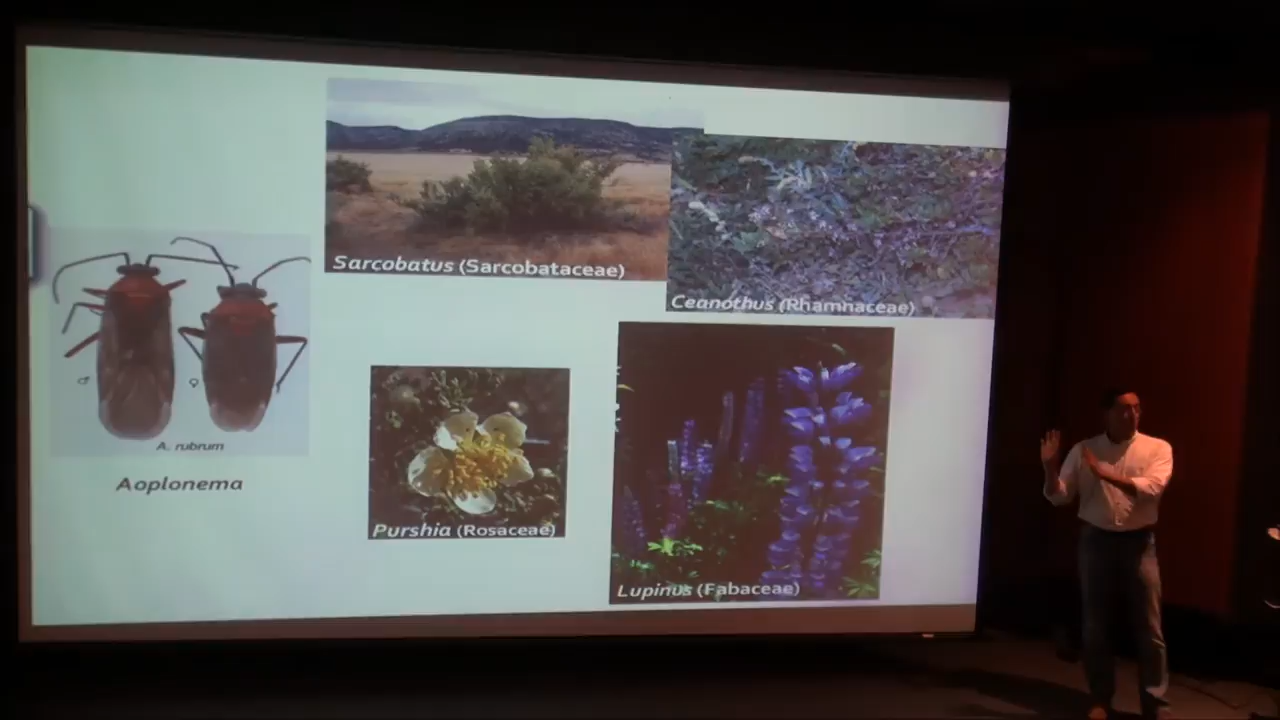 Sarcobatus (Sarcobataceae)
Ceanothus (Rhamnaceae)
♂
♀
A. rubrum
Aoplonema
Purshia (Rosaceae)
Lupinus (Fabaceae)